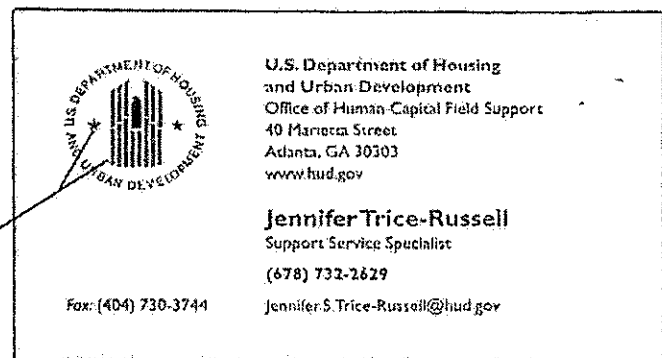 U.S. DEPARTMENT OF HOUSING
AND URBAN DEVELOPMENT
U.S. Department of Housing
and Urban Development
Office of Human Capital Field Support
40 Marietta Street
Atlanta, GA 30303
www.hud.gov
Jennifer Trice-Russell
Support Service Specialist
(678) 732-2629
Fax: (404) 730-3744
Jennifer.S.Trice-Russell@hud.gov